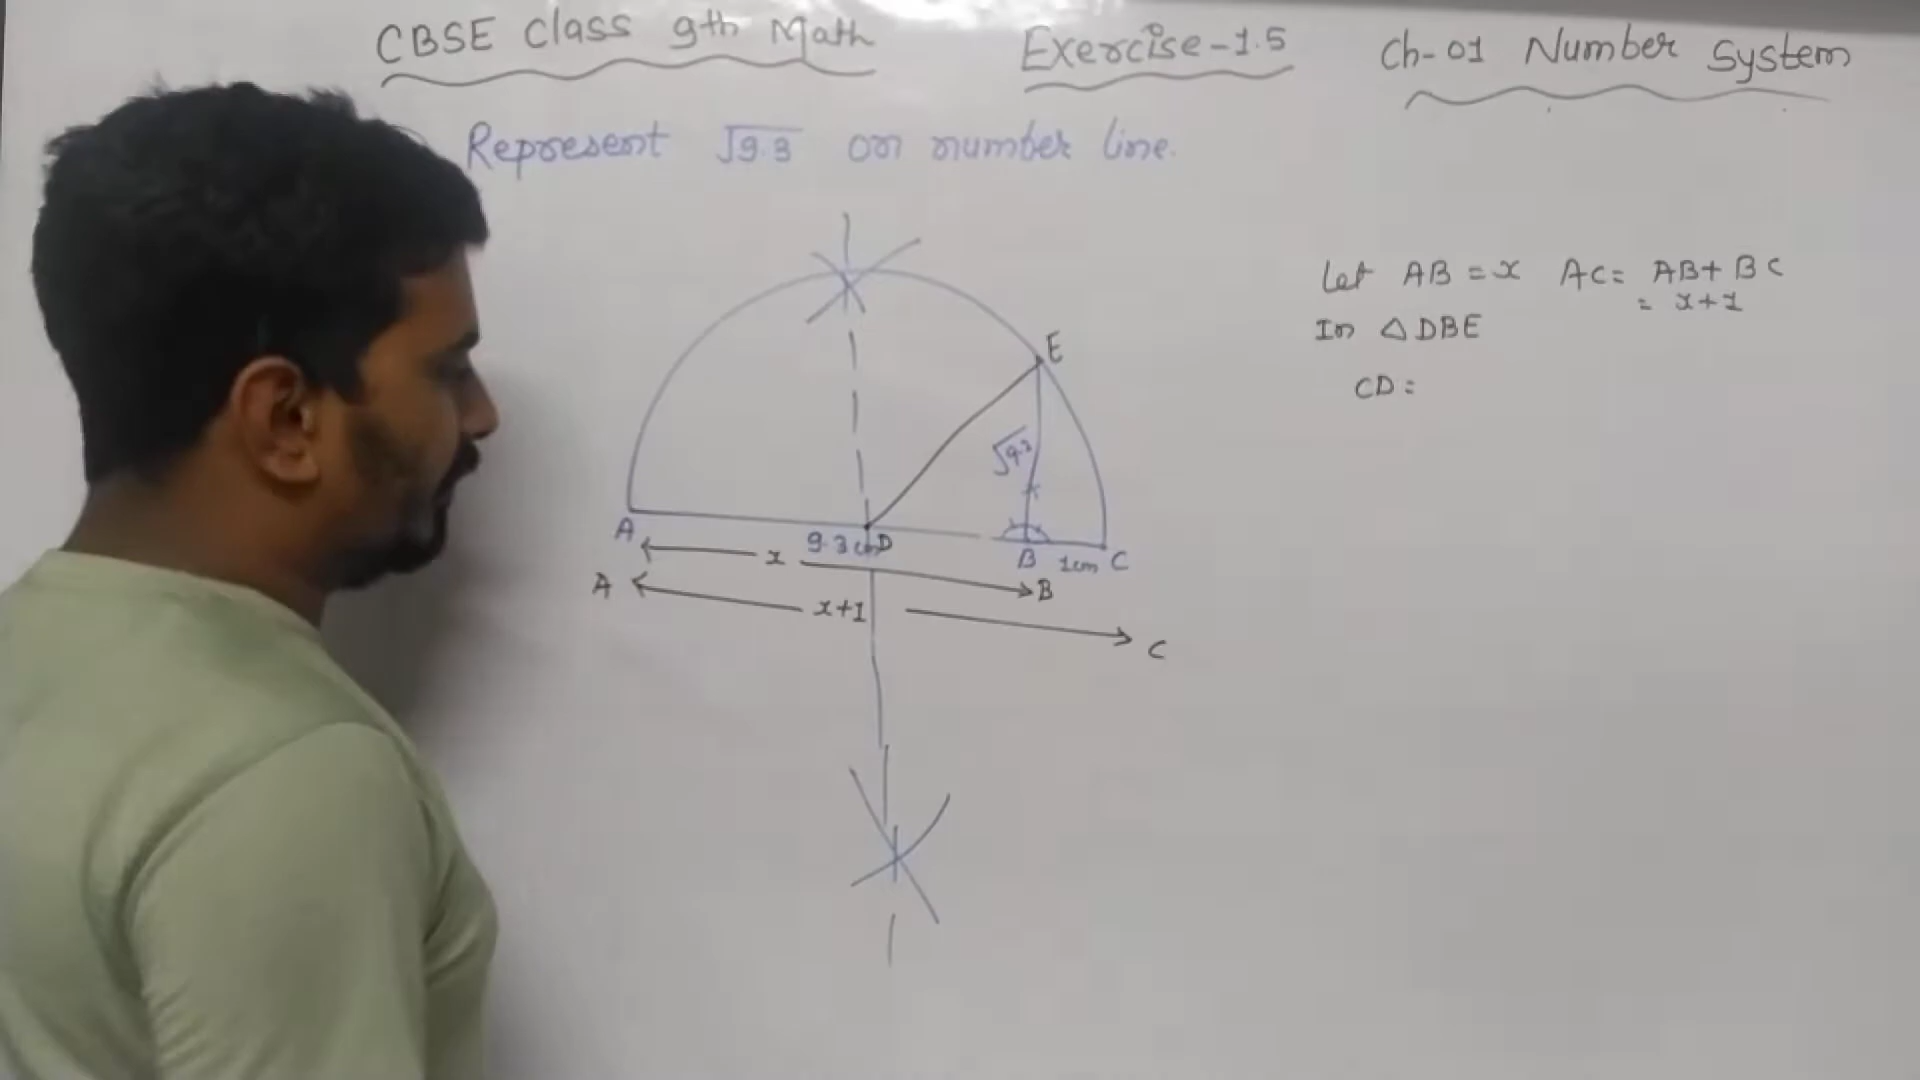 CBSE Class 9th Math Exercise-1.5 Ch-01 Number System
Represent √9.3 on number line.
Let AB = x AC = AB + BC
= x+1
In △DBE
CD =
E
√9.3
A 9.3 cm D B 1cm C
x
A B
x+1
C